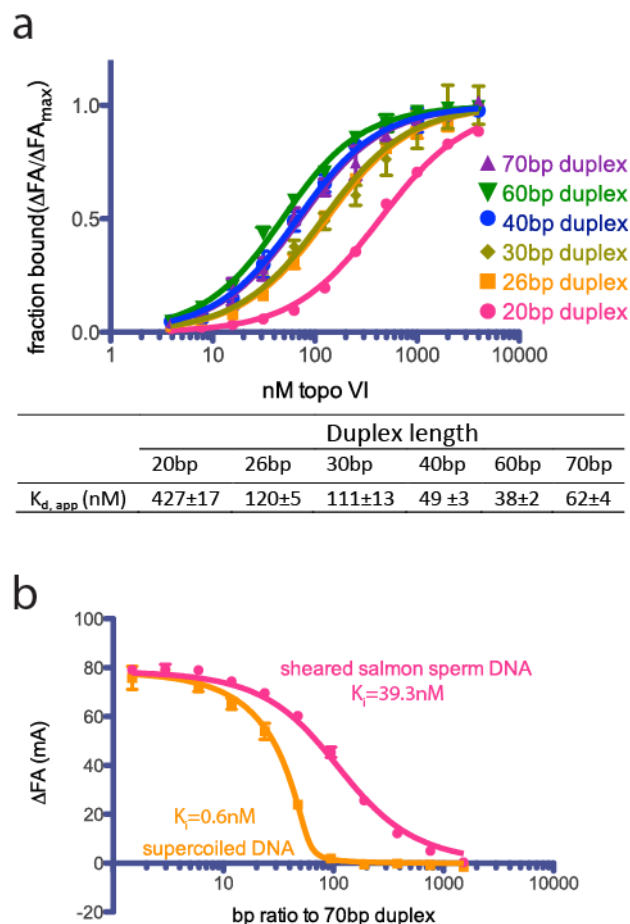 a
fraction bound(ΔFA/ΔFAmax)
1.0
0.5
0.0
70bp duplex
60bp duplex
40bp duplex
30bp duplex
26bp duplex
20bp duplex
1 10 100 1000 10000
nM topo VI
Duplex length
20bp 26bp 30bp 40bp 60bp 70bp
Kd, app (nM) 427±17 120±5 111±13 49 ±3 38±2 62±4
b
ΔFA (mA)
100
80
60
40
20
0
-20
sheared salmon sperm DNA
Ki=39.3nM
Ki=0.6nM
supercoiled DNA
10 100 1000 10000
bp ratio to 70bp duplex